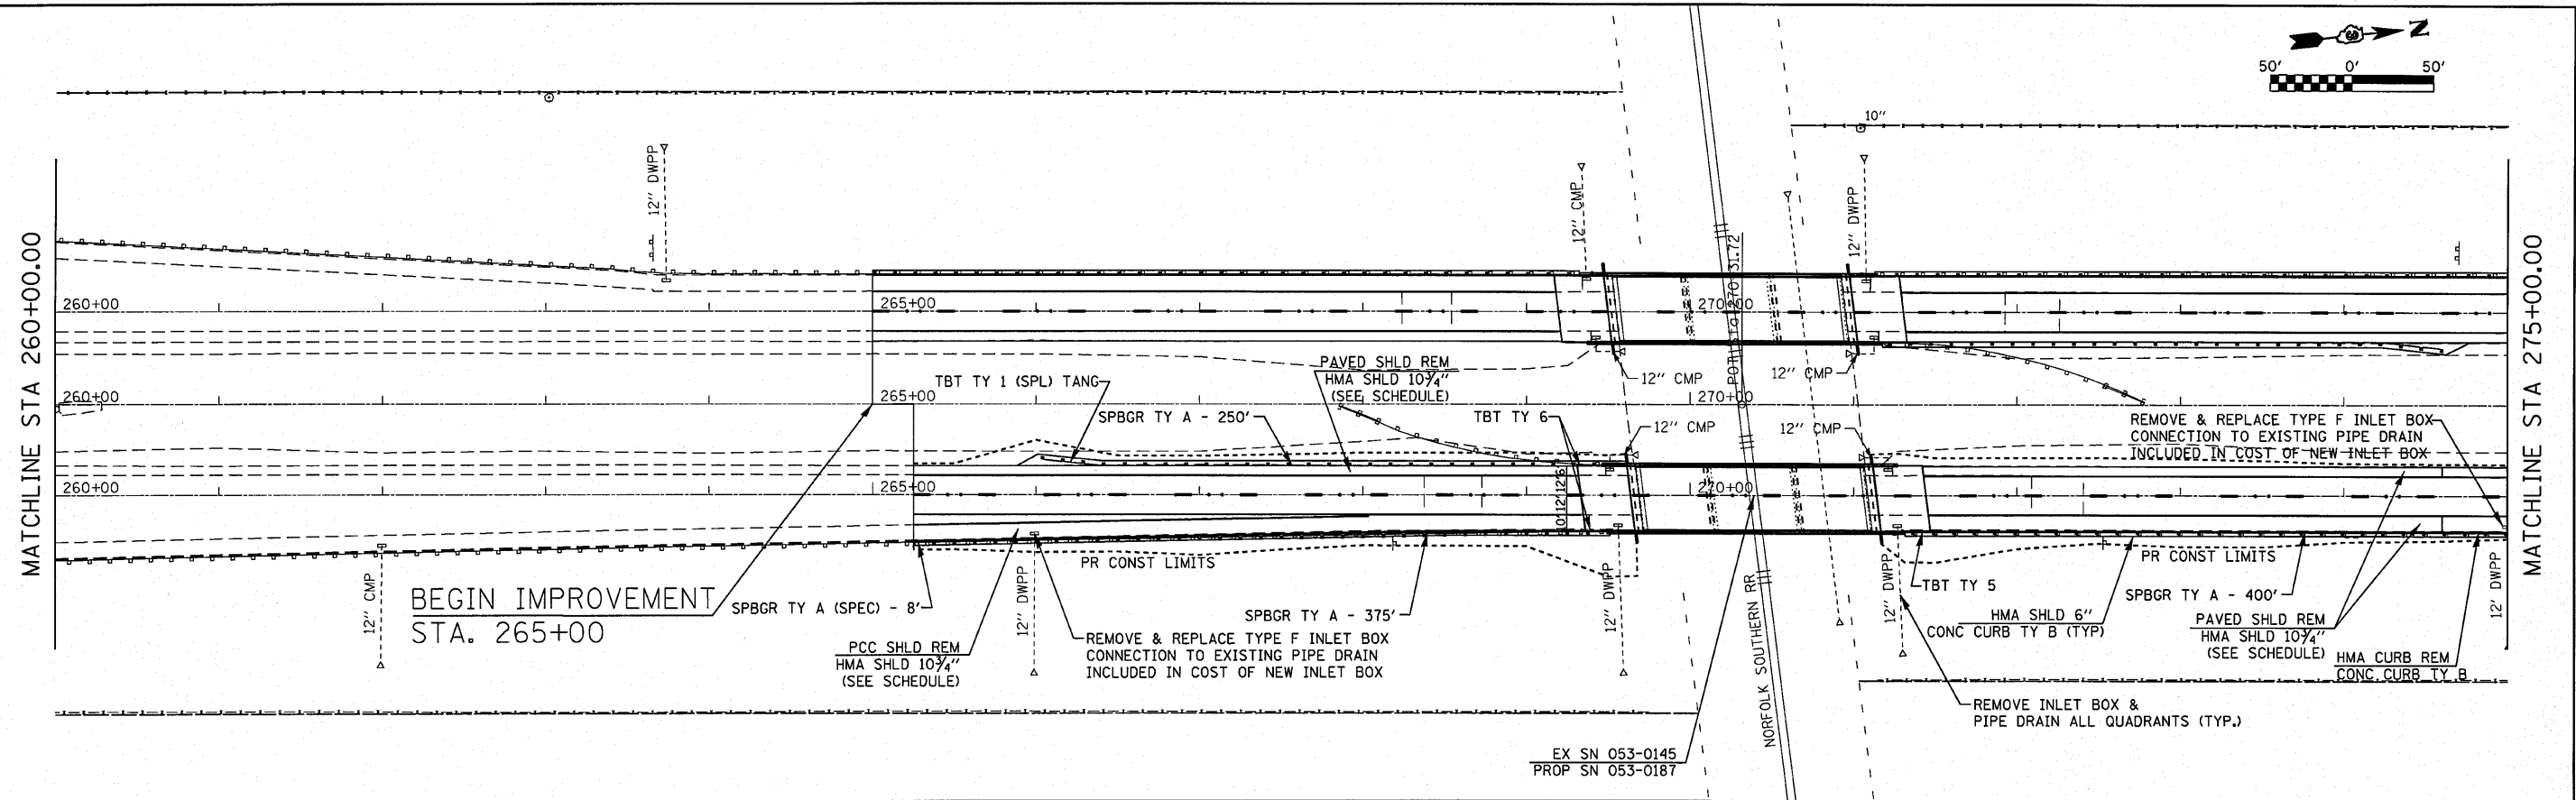 N
50' 0' 50'
10"
12" DWPP
12" CMP
12" DWPP
MATCHLINE STA 260+00.00
MATCHLINE STA 275+00.00
260+00
265+00
270+00
PAVED SHLD REM
HMA SHLD 10¾"
(SEE SCHEDULE)
12" CMP
12" CMP
TBT TY 1 (SPL) TANG
260+00
265+00
270+00
SPBGR TY A - 250'
TBT TY 6
12" CMP
12" CMP
REMOVE & REPLACE TYPE F INLET BOX
CONNECTION TO EXISTING PIPE DRAIN
INCLUDED IN COST OF NEW INLET BOX
260+00
265+00
10'12'12'6'
270+00
PR CONST LIMITS
PR CONST LIMITS
12" CMP
BEGIN IMPROVEMENT
STA. 265+00
SPBGR TY A (SPEC) - 8'
12" DWPP
SPBGR TY A - 375'
12" DWPP
12" DWPP
TBT TY 5
SPBGR TY A - 400'
12' DWPP
HMA SHLD 6"
CONC CURB TY B (TYP)
PAVED SHLD REM
HMA SHLD 10¾"
(SEE SCHEDULE)
PCC SHLD REM
HMA SHLD 10¾"
(SEE SCHEDULE)
REMOVE & REPLACE TYPE F INLET BOX
CONNECTION TO EXISTING PIPE DRAIN
INCLUDED IN COST OF NEW INLET BOX
HMA CURB REM
CONC CURB TY B
NORFOLK SOUTHERN RR
REMOVE INLET BOX &
PIPE DRAIN ALL QUADRANTS (TYP.)
EX SN 053-0145
PROP SN 053-0187